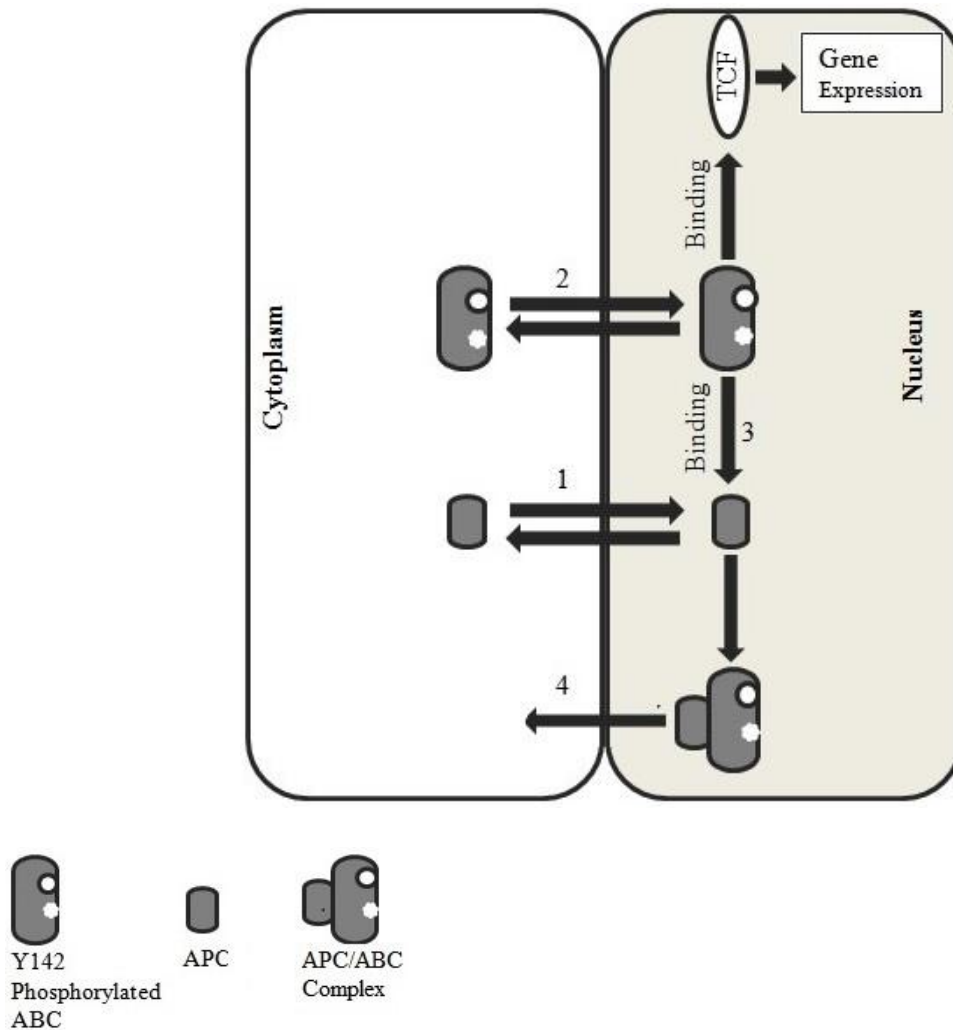 TCF
Gene
Expression
Binding
2
Cytoplasm
Nucleus
Binding
3
1
4
Y142
Phosphorylated
ABC
APC
APC/ABC
Complex